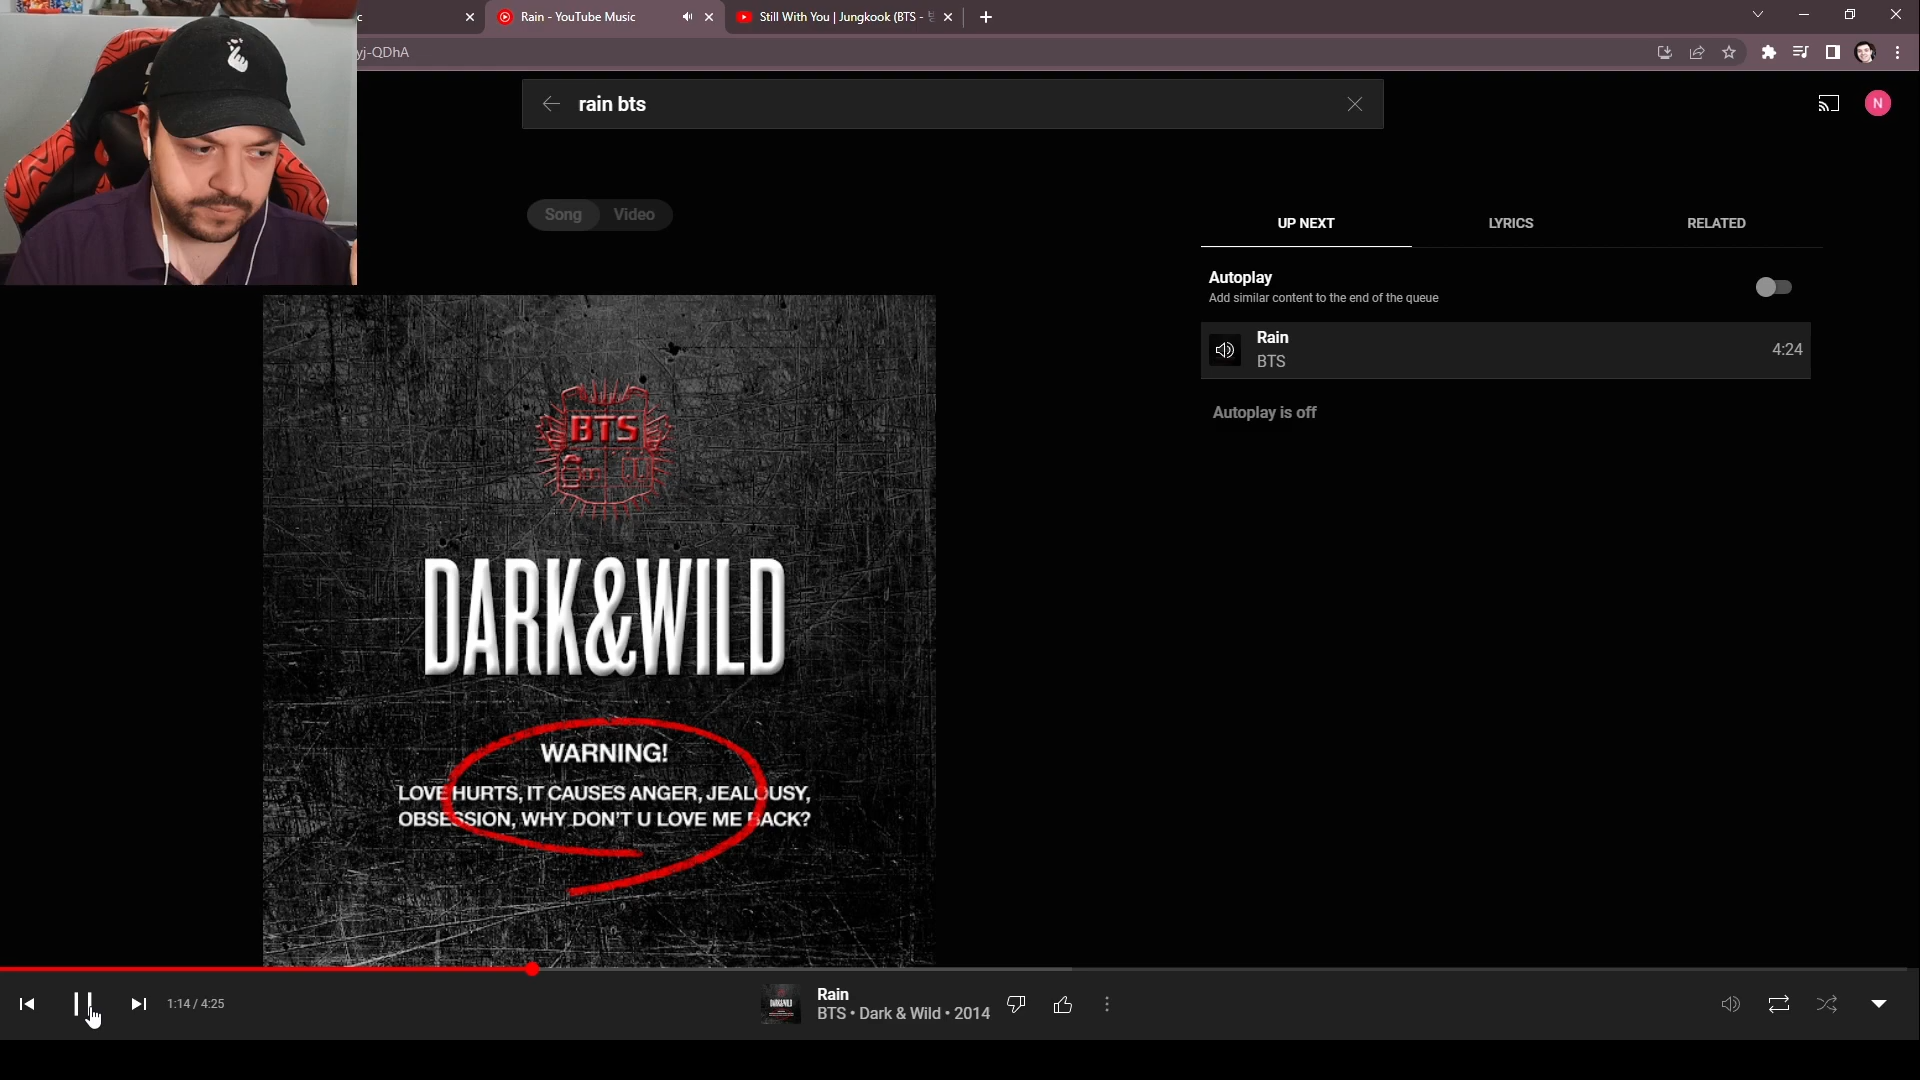 c
Rain - YouTube Music
Still With You | Jungkook (BTS -
yj-QDhA
rain bts
N
Song
Video
UP NEXT
LYRICS
RELATED
Autoplay
Add similar content to the end of the queue
Rain
BTS
4:24
Autoplay is off
BTS
DARK&WILD
WARNING!
LOVE HURTS, IT CAUSES ANGER, JEALOUSY,
OBSESSION, WHY DON'T U LOVE ME BACK?
1:14 / 4:25
DARK&WILD
Rain
BTS • Dark & Wild • 2014